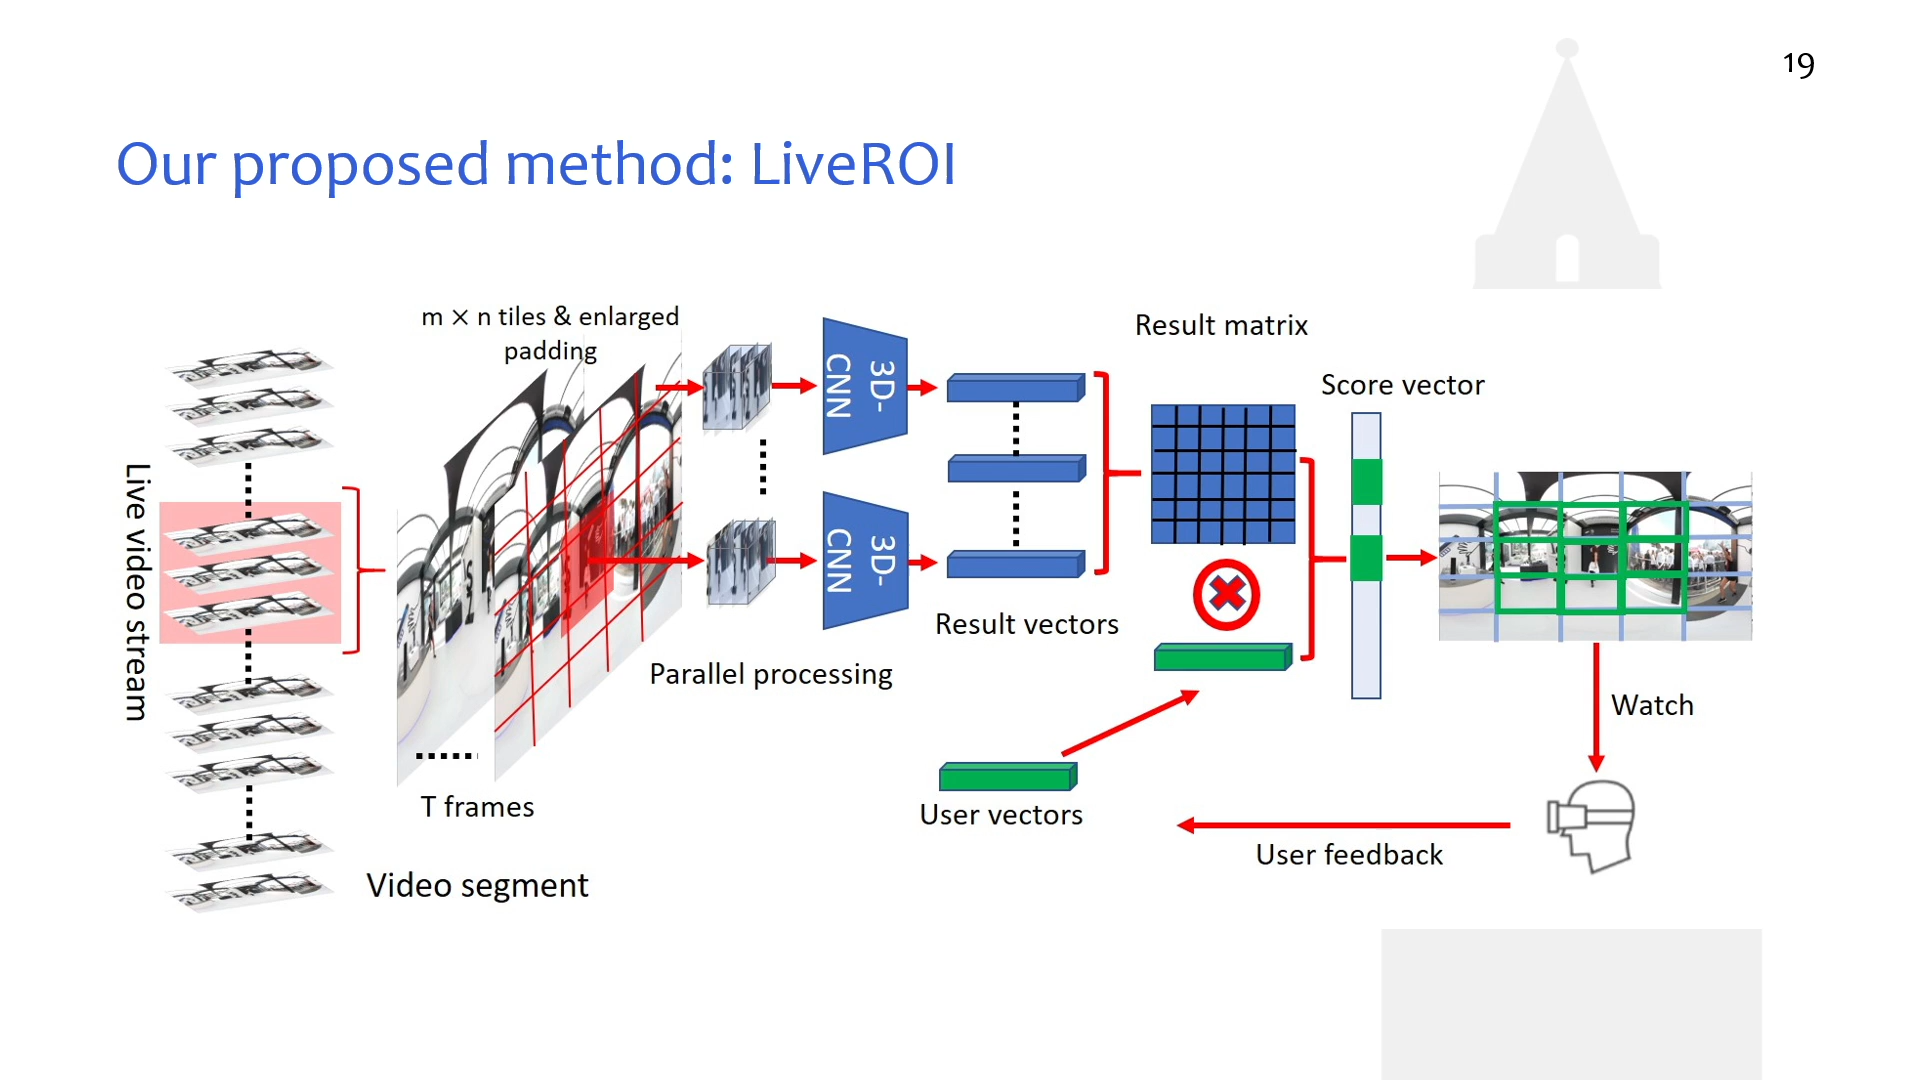 19
Our proposed method: LiveROI
m × n tiles & enlarged
padding
Result matrix
Score vector
Live video stream
3D-
CNN
3D-
CNN
Result vectors
Parallel processing
Watch
T frames
User vectors
User feedback
Video segment